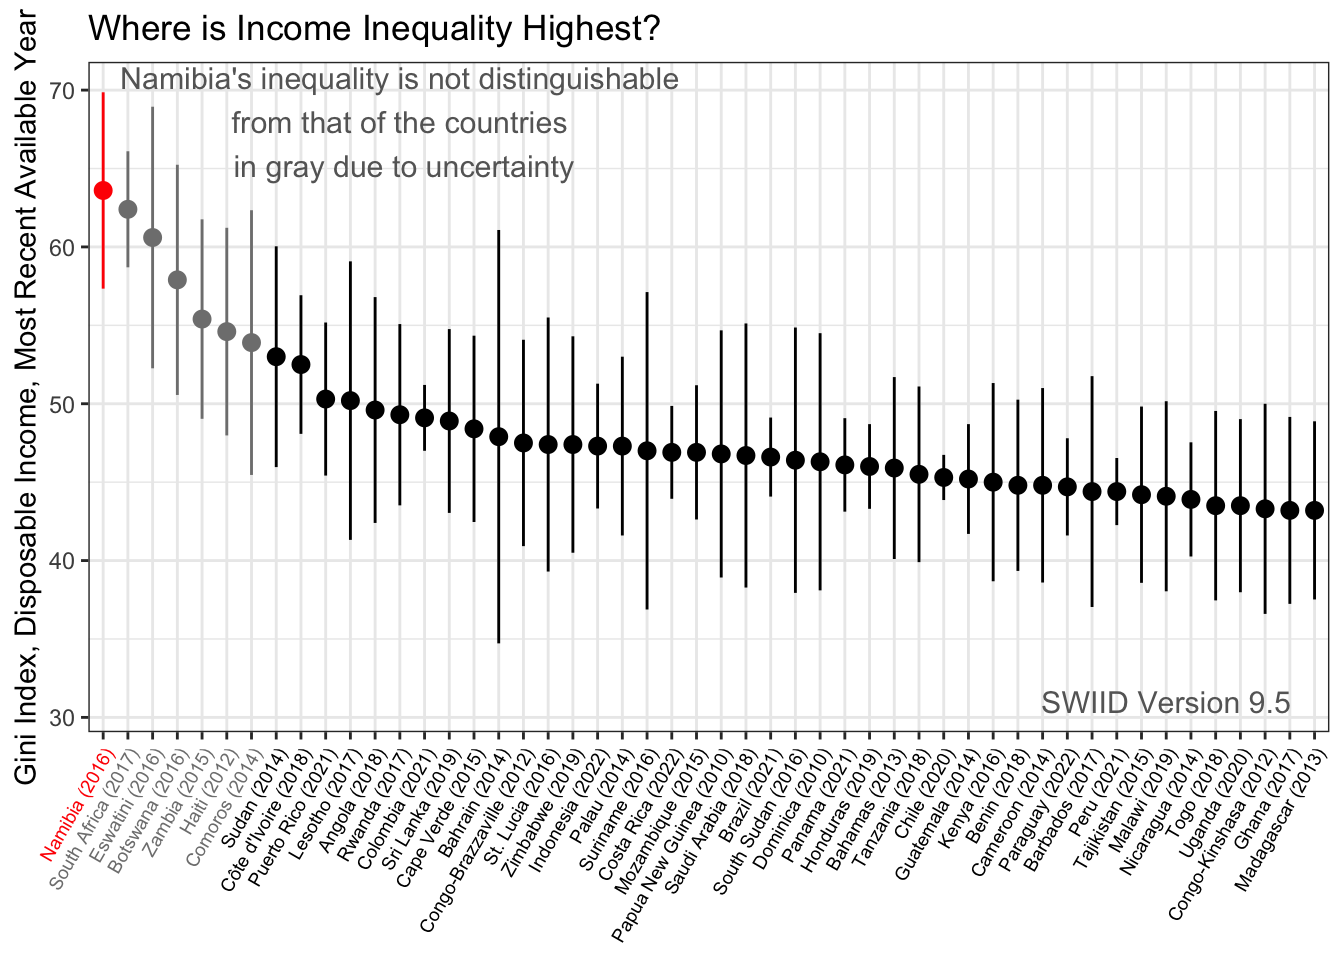 Where is Income Inequality Highest?
Gini Index, Disposable Income, Most Recent Available Year
70
60
50
40
30
Namibia's inequality is not distinguishable
from that of the countries
in gray due to uncertainty
SWIID Version 9.5
Namibia (2016)
South Africa (2017)
Eswatini (2016)
Botswana (2016)
Zambia (2015)
Haiti (2012)
Comoros (2014)
Sudan (2014)
Côte d'Ivoire (2018)
Puerto Rico (2021)
Lesotho (2017)
Angola (2018)
Rwanda (2017)
Colombia (2021)
Sri Lanka (2019)
Cape Verde (2015)
Bahrain (2014)
Congo-Brazzaville (2012)
St. Lucia (2016)
Zimbabwe (2019)
Indonesia (2022)
Palau (2014)
Suriname (2016)
Costa Rica (2022)
Mozambique (2015)
Papua New Guinea (2010)
Saudi Arabia (2018)
Brazil (2021)
South Sudan (2016)
Dominica (2010)
Panama (2021)
Honduras (2019)
Bahamas (2013)
Tanzania (2018)
Chile (2020)
Guatemala (2014)
Kenya (2016)
Benin (2018)
Cameroon (2014)
Paraguay (2022)
Barbados (2017)
Peru (2021)
Tajikistan (2015)
Malawi (2019)
Nicaragua (2014)
Togo (2018)
Uganda (2020)
Congo-Kinshasa (2012)
Ghana (2017)
Madagascar (2013)